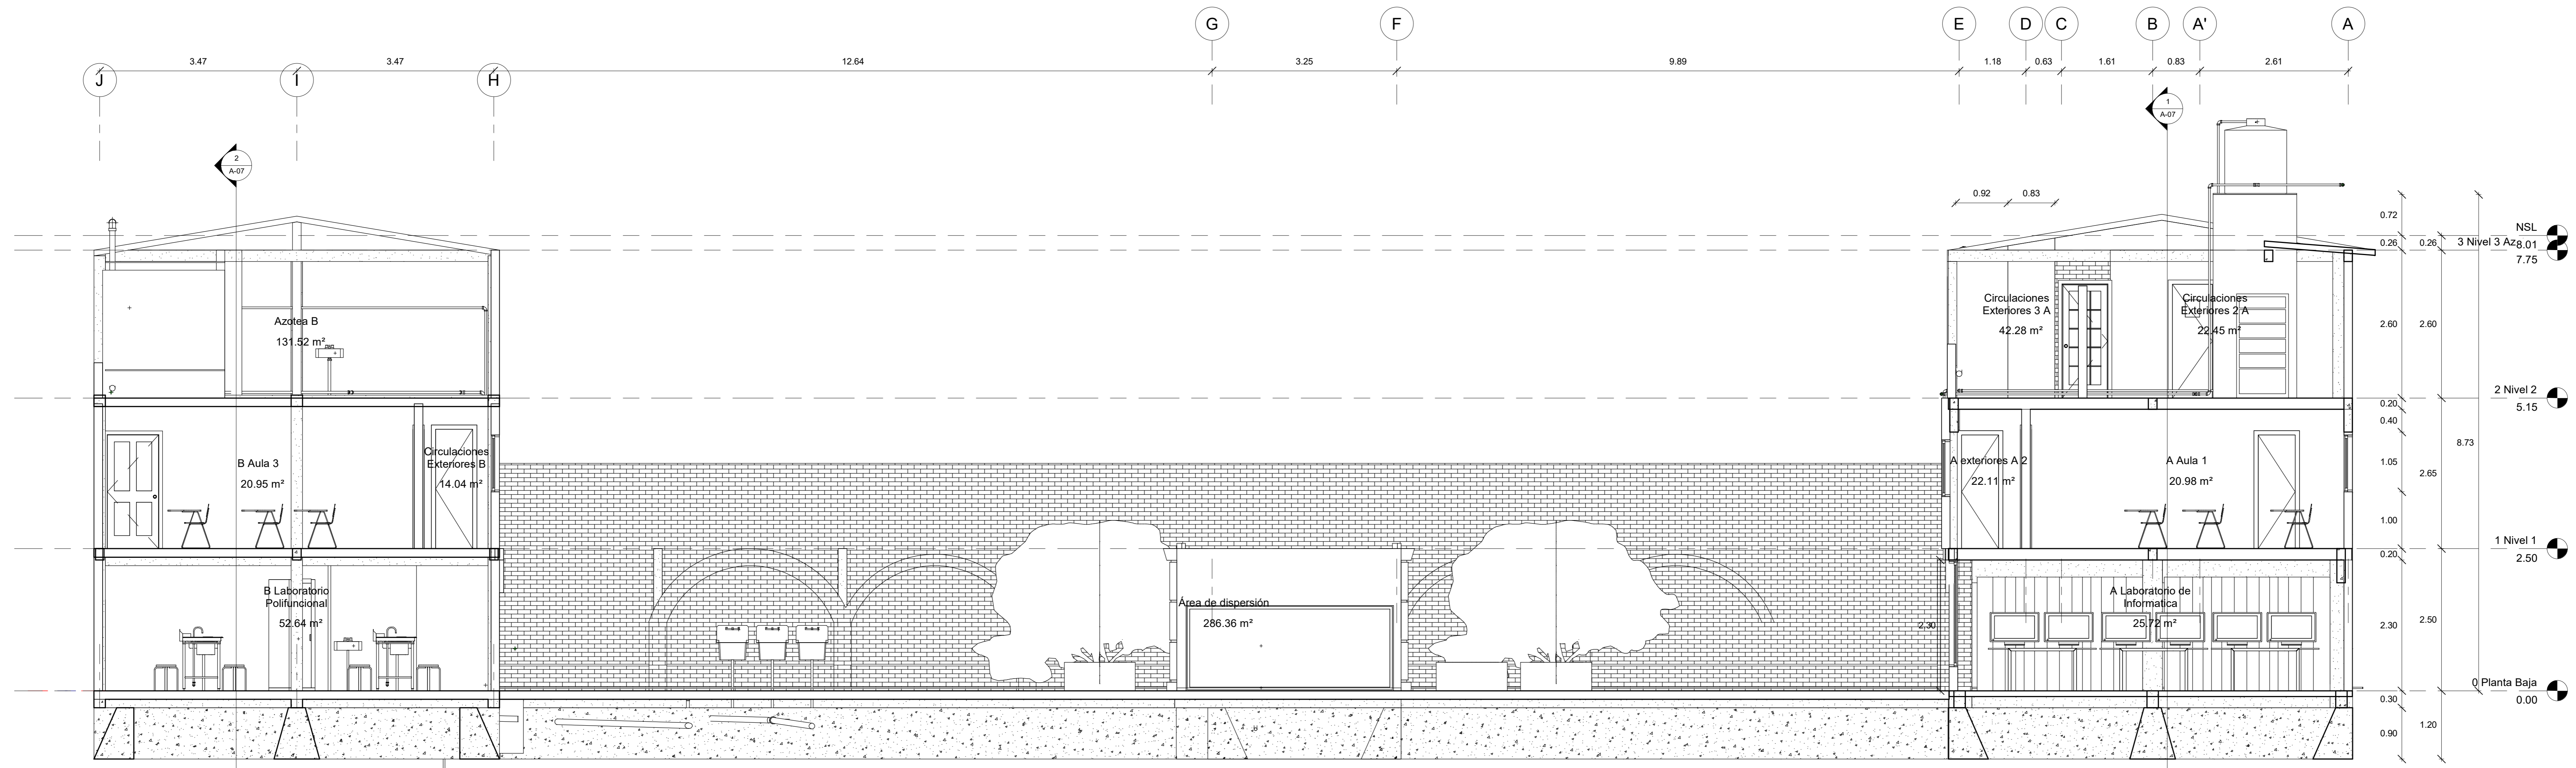 G
F
E
D
C
B
A'
A
3.47
3.47
12.64
3.25
9.89
1.18
0.63
1.61
0.83
2.61
J
I
H
1
A-07
2
A-07
0.92
0.83
0.72
NSL
0.26
0.26
3 Nivel 3 Az
8.01
7.75
Azotea B
131.52 m²
Circulaciones
Exteriores 3 A
42.28 m²
Circulaciones
Exteriores 2 A
22.45 m²
2.60
2.60
2 Nivel 2
5.15
0.20
0.40
8.73
B Aula 3
20.95 m²
Circulaciones
Exteriores B
14.04 m²
A exteriores A 2
22.11 m²
A Aula 1
20.98 m²
1.05
2.65
1.00
1 Nivel 1
2.50
0.20
B Laboratorio
Polifuncional
52.64 m²
Área de dispersión
286.36 m²
2.30
A Laboratorio de
Informatica
25.72 m²
2.30
2.50
0 Planta Baja
0.00
0.30
0.90
1.20